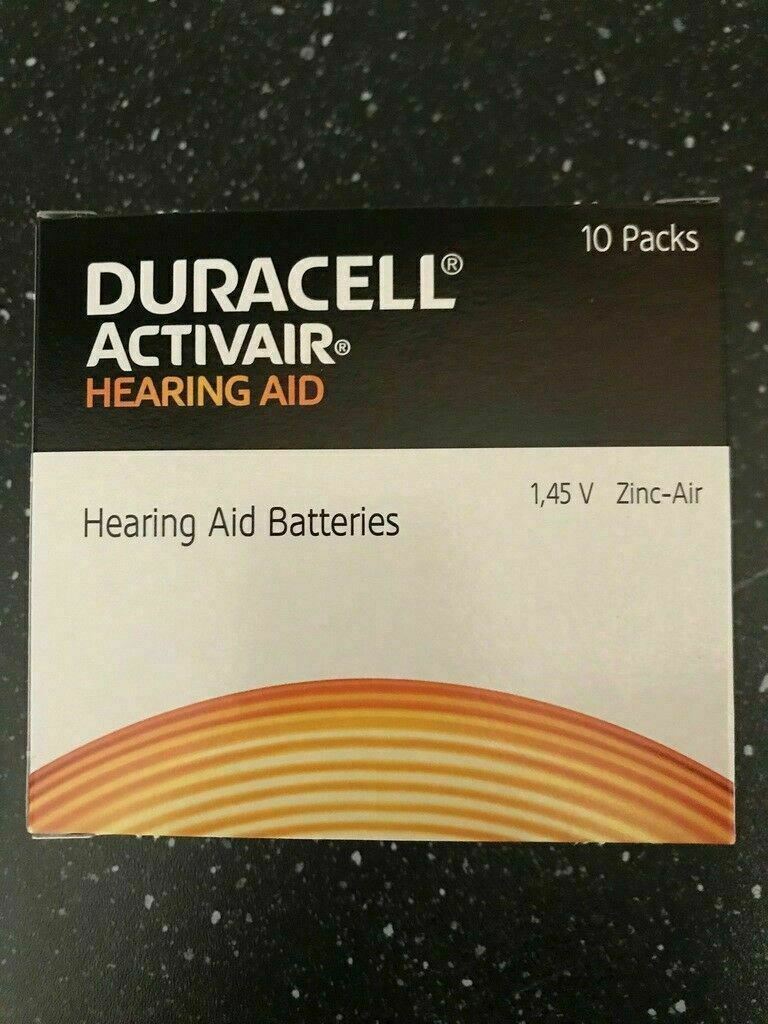 10 Packs
DURACELL®
ACTIVAIR®
HEARING AID
1,45 V Zinc-Air
Hearing Aid Batteries